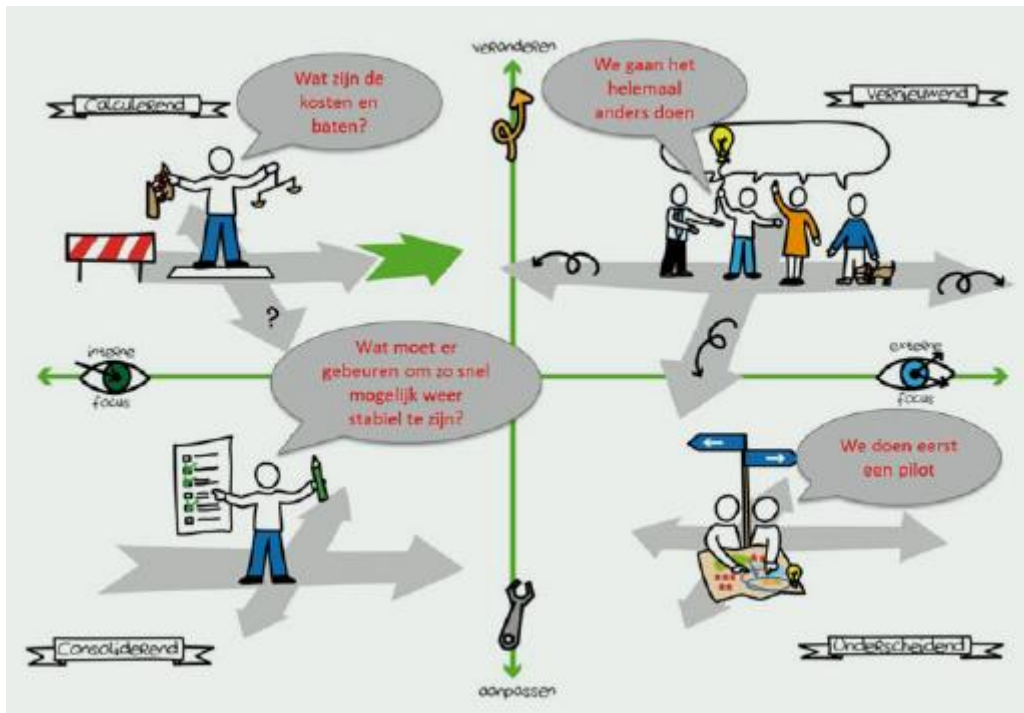 veranderen
Calculerend
Wat zijn de
kosten en
baten?
We gaan het
helemaal
anders doen
Vernieuwend
?
interne
focus
Wat moet er
gebeuren om zo snel
mogelijk weer
stabiel te zijn?
externe
focus
We doen eerst
een pilot
Consoliderend
Onderscheidend
aanpassen